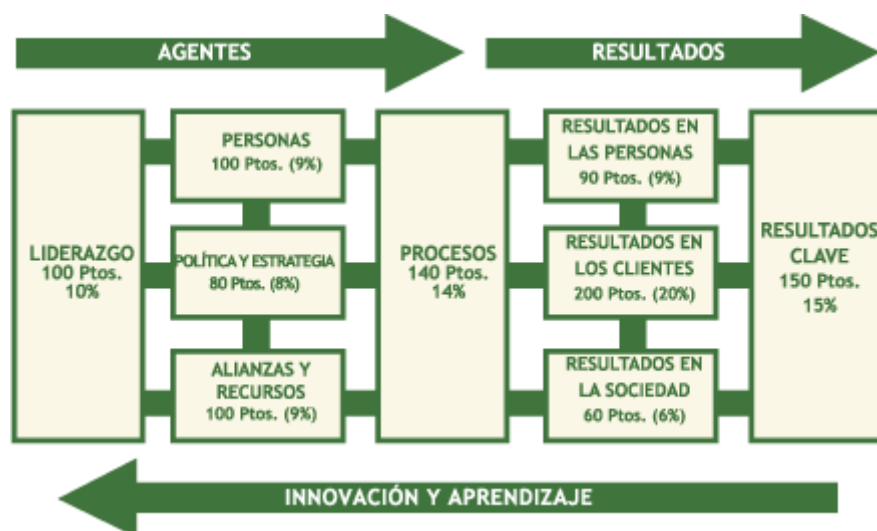 AGENTES
RESULTADOS
LIDERAZGO
100 Ptos.
10%
PERSONAS
100 Ptos. (9%)
POLÍTICA Y ESTRATEGIA
80 Ptos. (8%)
ALIANZAS Y
RECURSOS
100 Ptos. (9%)
PROCESOS
140 Ptos.
14%
RESULTADOS EN
LAS PERSONAS
90 Ptos. (9%)
RESULTADOS EN
LOS CLIENTES
200 Ptos. (20%)
RESULTADOS EN
LA SOCIEDAD
60 Ptos. (6%)
RESULTADOS
CLAVE
150 Ptos.
15%
INNOVACIÓN Y APRENDIZAJE